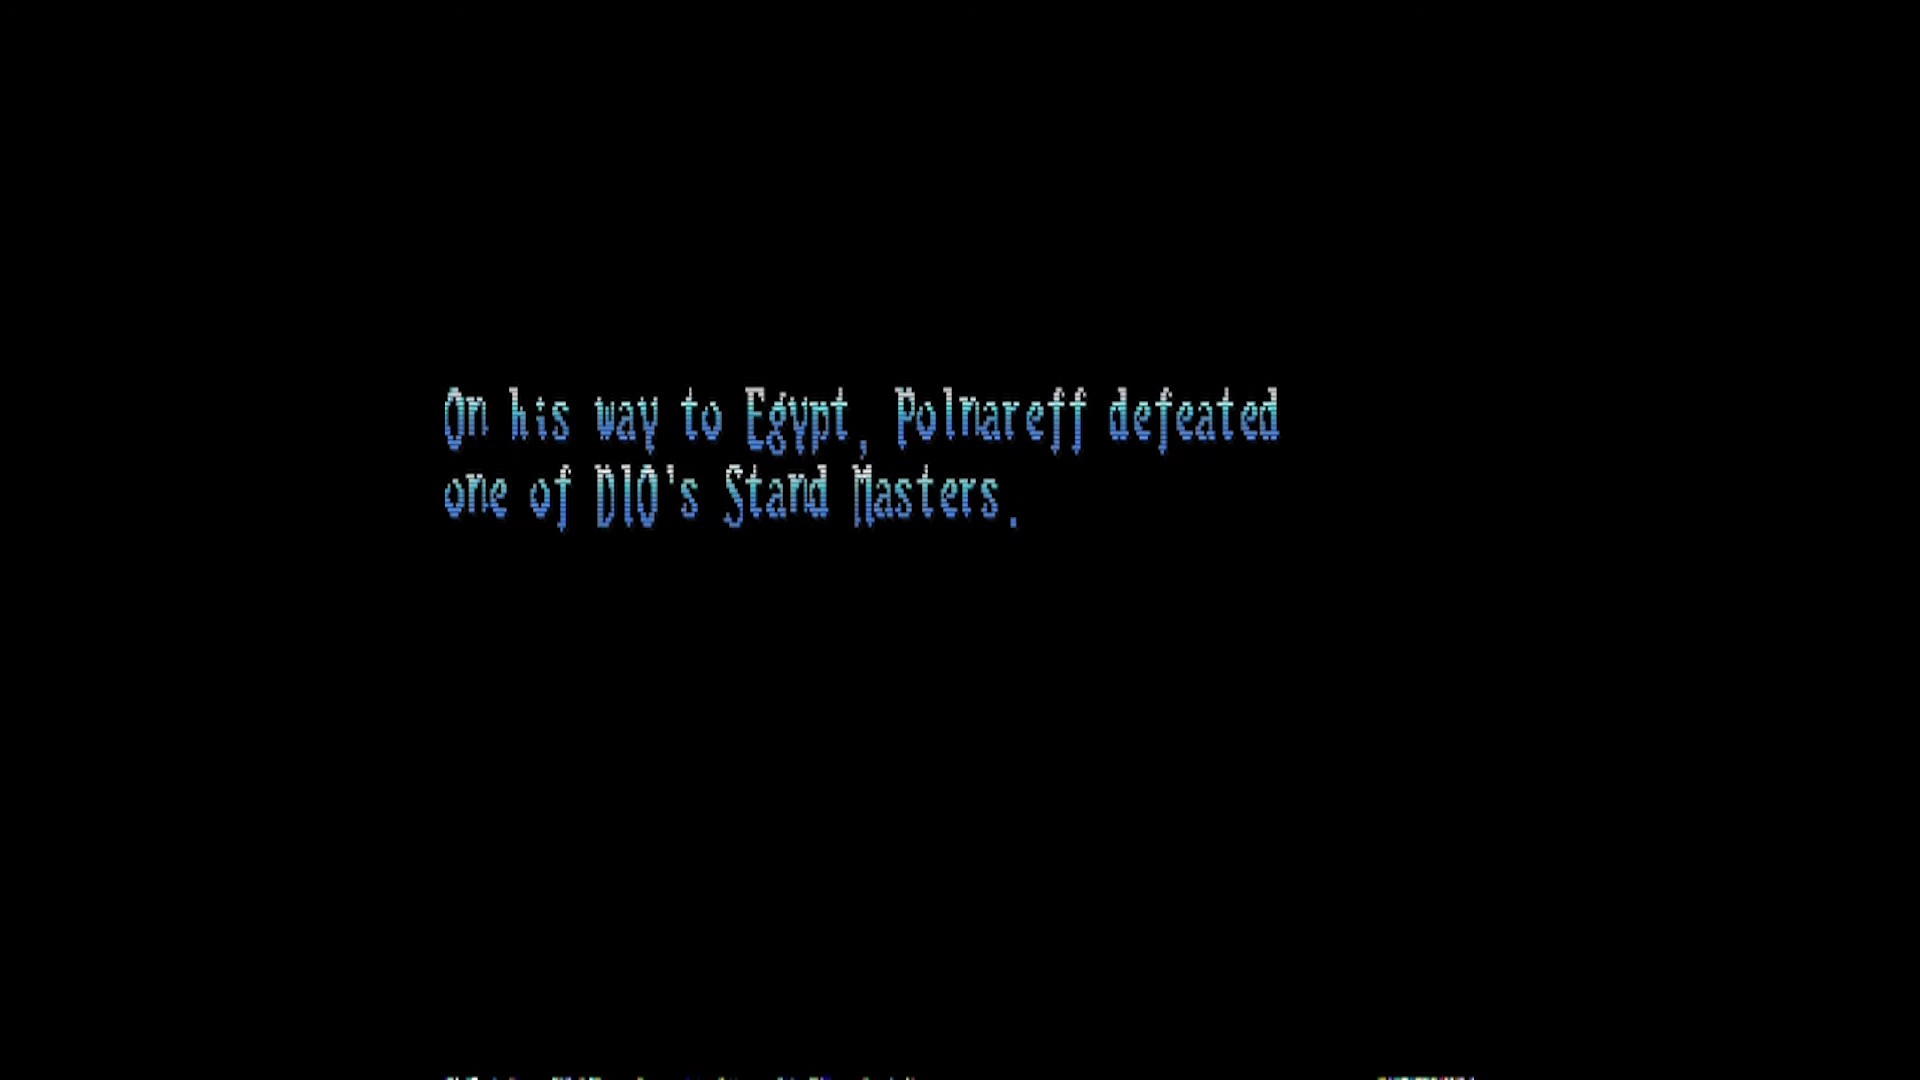 On his way to Egypt, Polnareff defeated
one of DIO's Stand Masters.